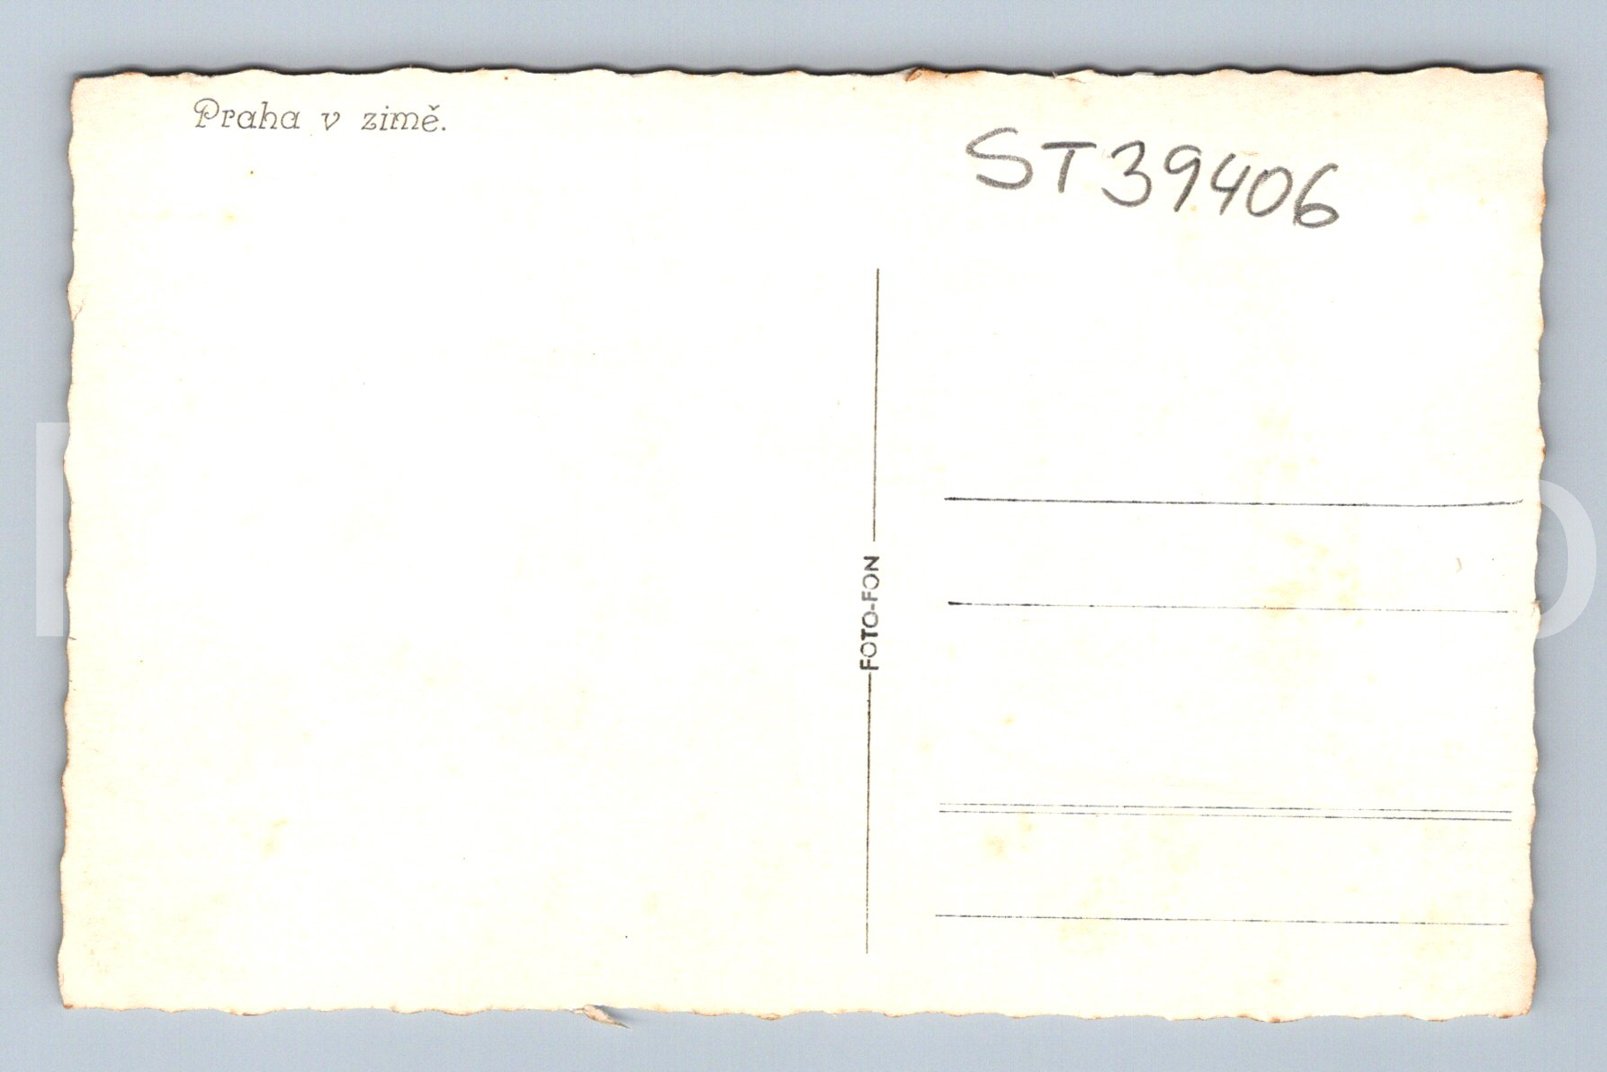 Praha v zimě.
ST39406
FOTO-FON